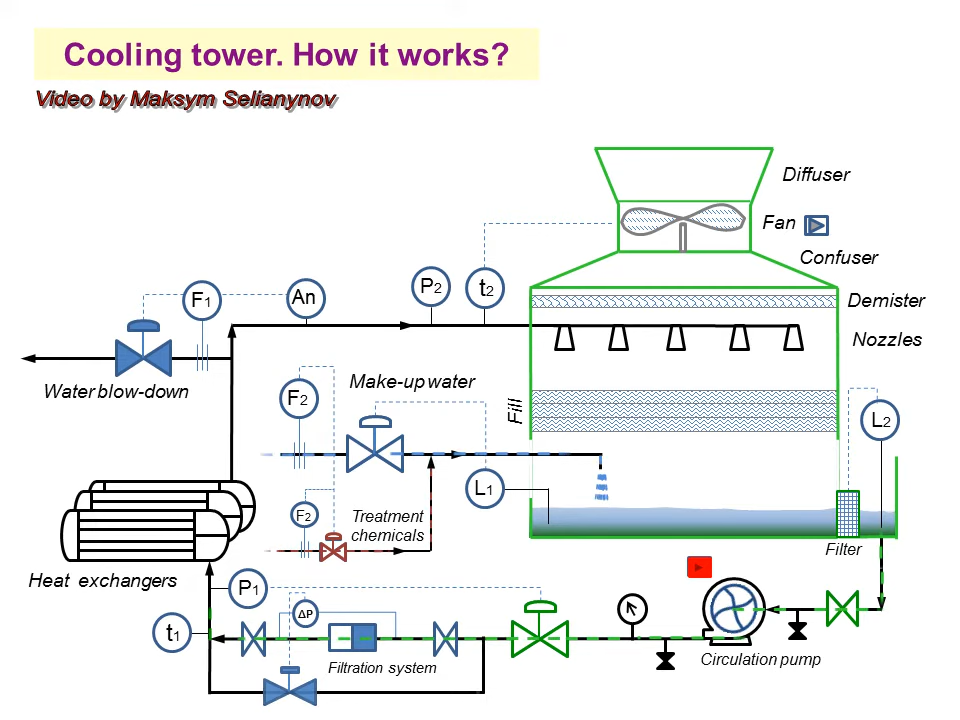 Cooling tower. How it works?
Video by Maksym Selianynov
Diffuser
Fan
Confuser
P2
t2
An
F1
Demister
Nozzles
Water blow-down
Make-up water
F2
Fill
L2
L1
F2
Treatment
chemicals
Filter
Heat exchangers
P1
ΔP
t1
Filtration system
Circulation pump